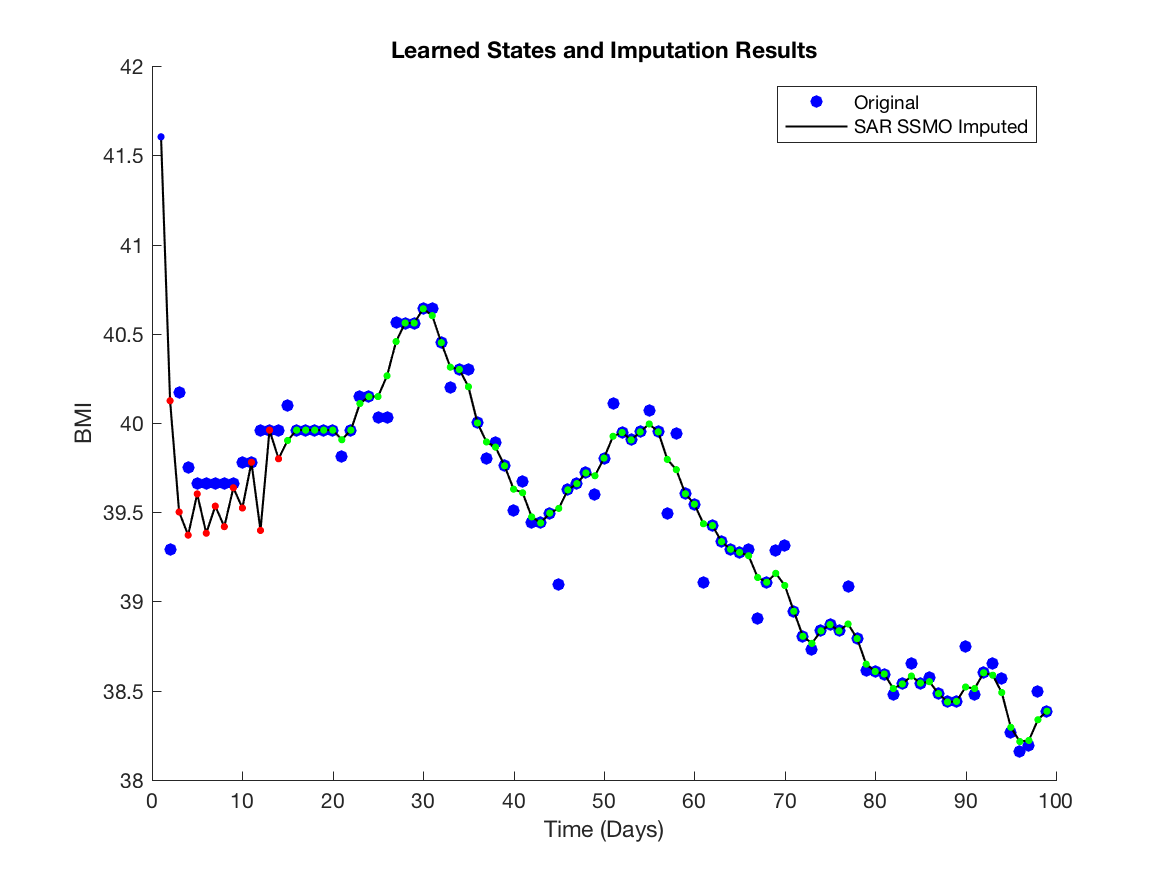 Learned States and Imputation Results
Original
SAR SSMO Imputed
42
41.5
41
40.5
40
39.5
39
38.5
38
BMI
0 10 20 30 40 50 60 70 80 90 100
Time (Days)